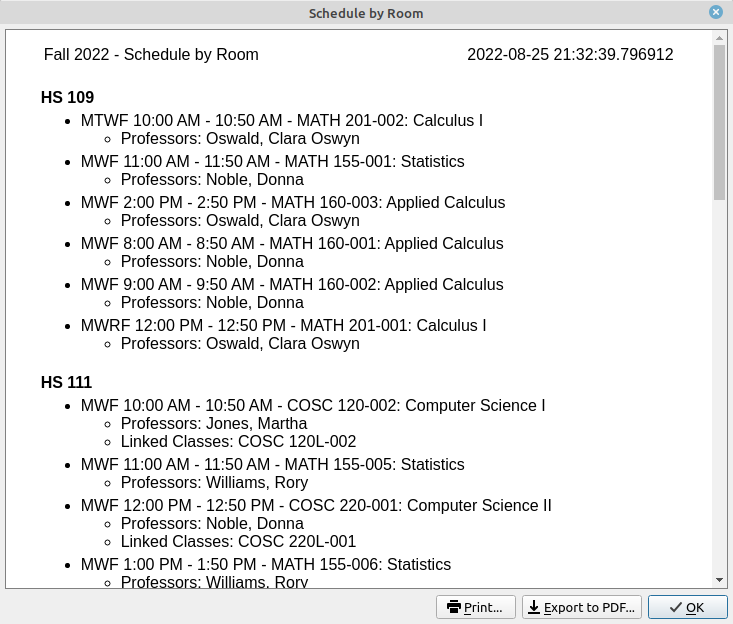 Schedule by Room
Fall 2022 - Schedule by Room 2022-08-25 21:32:39.796912
HS 109
MTWF 10:00 AM - 10:50 AM - MATH 201-002: Calculus I
Professors: Oswald, Clara Oswyn
MWF 11:00 AM - 11:50 AM - MATH 155-001: Statistics
Professors: Noble, Donna
MWF 2:00 PM - 2:50 PM - MATH 160-003: Applied Calculus
Professors: Oswald, Clara Oswyn
MWF 8:00 AM - 8:50 AM - MATH 160-001: Applied Calculus
Professors: Noble, Donna
MWF 9:00 AM - 9:50 AM - MATH 160-002: Applied Calculus
Professors: Noble, Donna
MWRF 12:00 PM - 12:50 PM - MATH 201-001: Calculus I
Professors: Oswald, Clara Oswyn
HS 111
MWF 10:00 AM - 10:50 AM - COSC 120-002: Computer Science I
Professors: Jones, Martha
Linked Classes: COSC 120L-002
MWF 11:00 AM - 11:50 AM - MATH 155-005: Statistics
Professors: Williams, Rory
MWF 12:00 PM - 12:50 PM - COSC 220-001: Computer Science II
Professors: Noble, Donna
Linked Classes: COSC 220L-001
MWF 1:00 PM - 1:50 PM - MATH 155-006: Statistics
Professors: Williams, Rory
Print... Export to PDF... OK